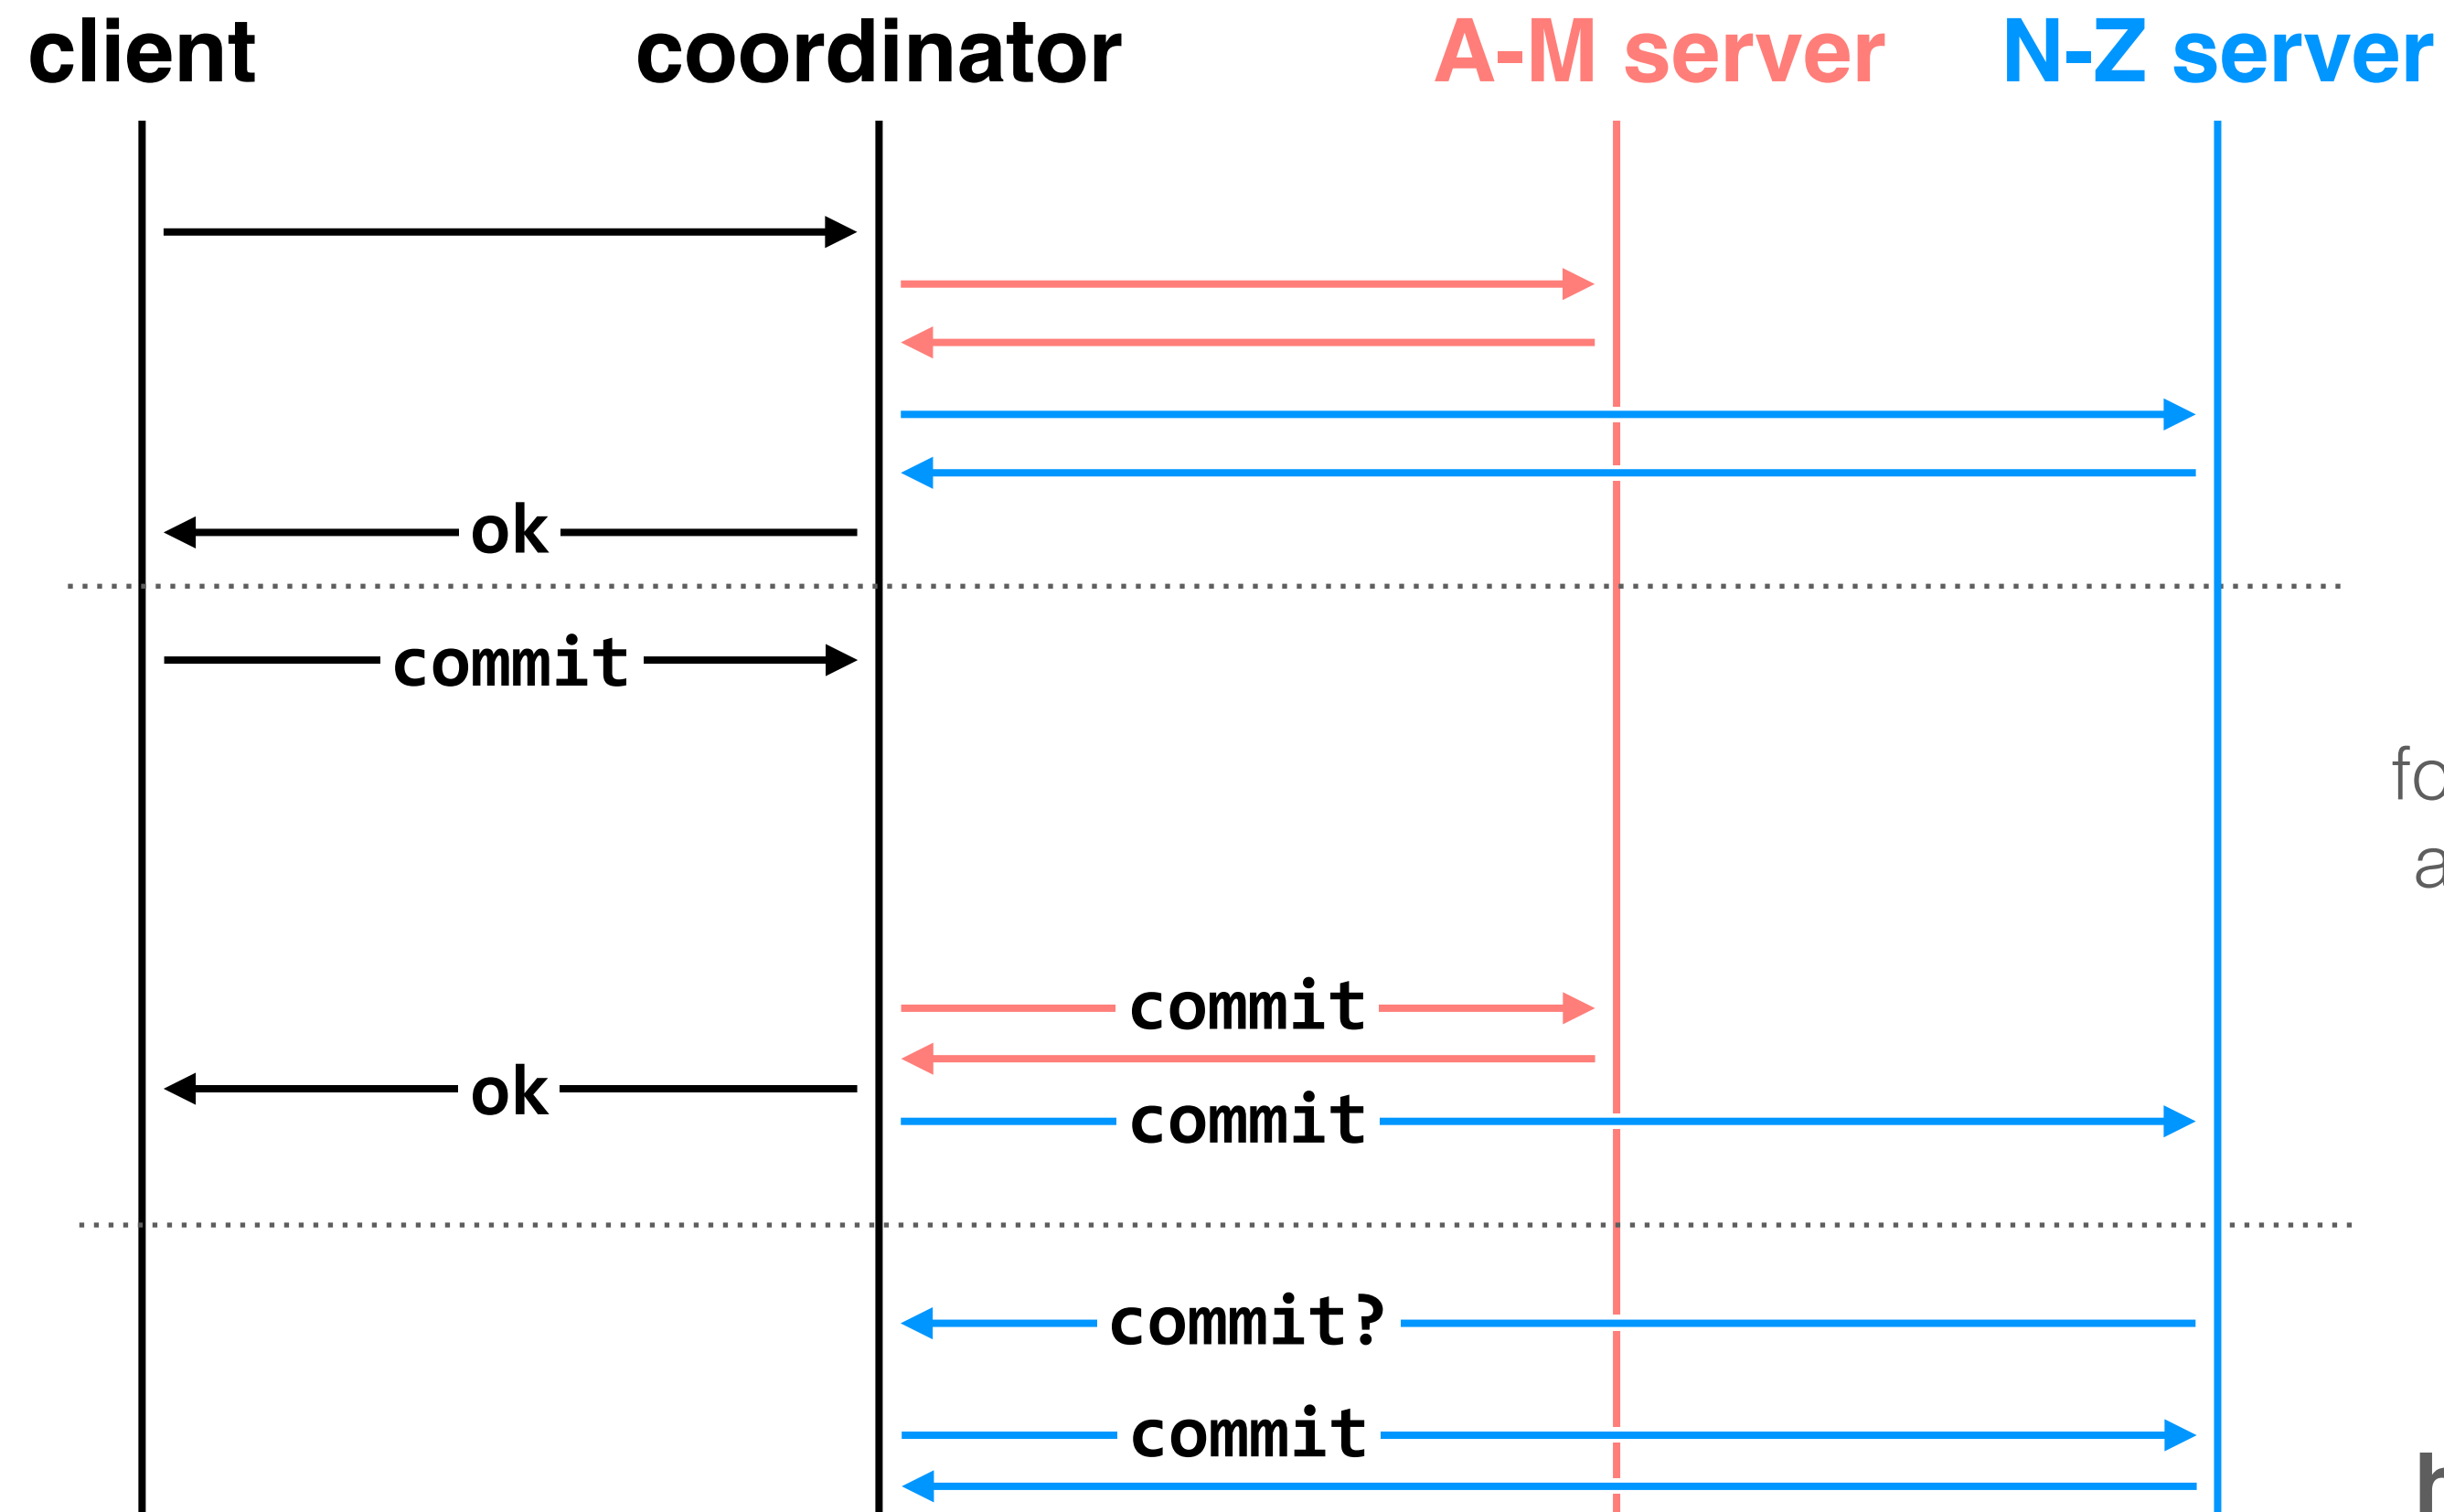 client coordinator A-M server N-Z server
ok
commit
commit
ok
commit
commit?
commit